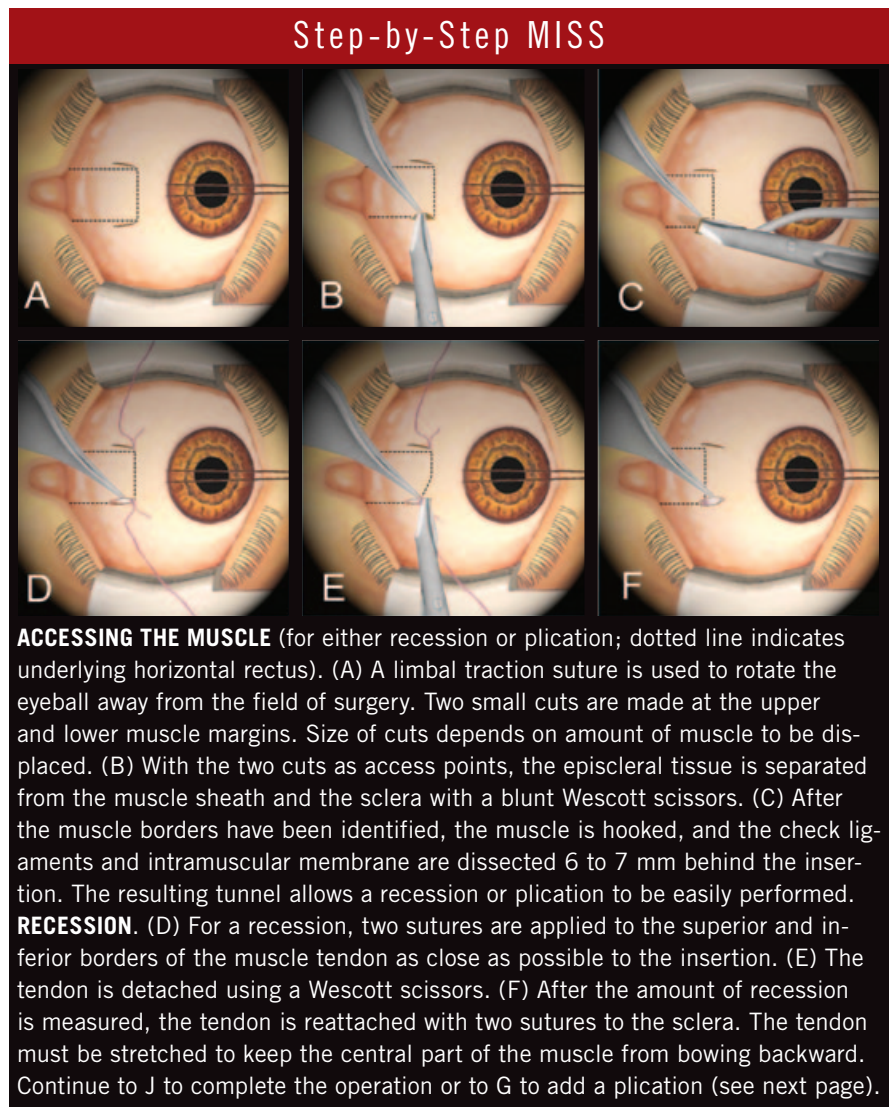 Step-by-Step MISS
A
B
C
D
E
F
ACCESSING THE MUSCLE (for either recession or plication; dotted line indicates
underlying horizontal rectus). (A) A limbal traction suture is used to rotate the
eyeball away from the field of surgery. Two small cuts are made at the upper
and lower muscle margins. Size of cuts depends on amount of muscle to be dis-
placed. (B) With the two cuts as access points, the episcleral tissue is separated
from the muscle sheath and the sclera with a blunt Wescott scissors. (C) After
the muscle borders have been identified, the muscle is hooked, and the check lig-
aments and intramuscular membrane are dissected 6 to 7 mm behind the inser-
tion. The resulting tunnel allows a recession or plication to be easily performed.
RECESSION. (D) For a recession, two sutures are applied to the superior and in-
ferior borders of the muscle tendon as close as possible to the insertion. (E) The
tendon is detached using a Wescott scissors. (F) After the amount of recession
is measured, the tendon is reattached with two sutures to the sclera. The tendon
must be stretched to keep the central part of the muscle from bowing backward.
Continue to J to complete the operation or to G to add a plication (see next page).